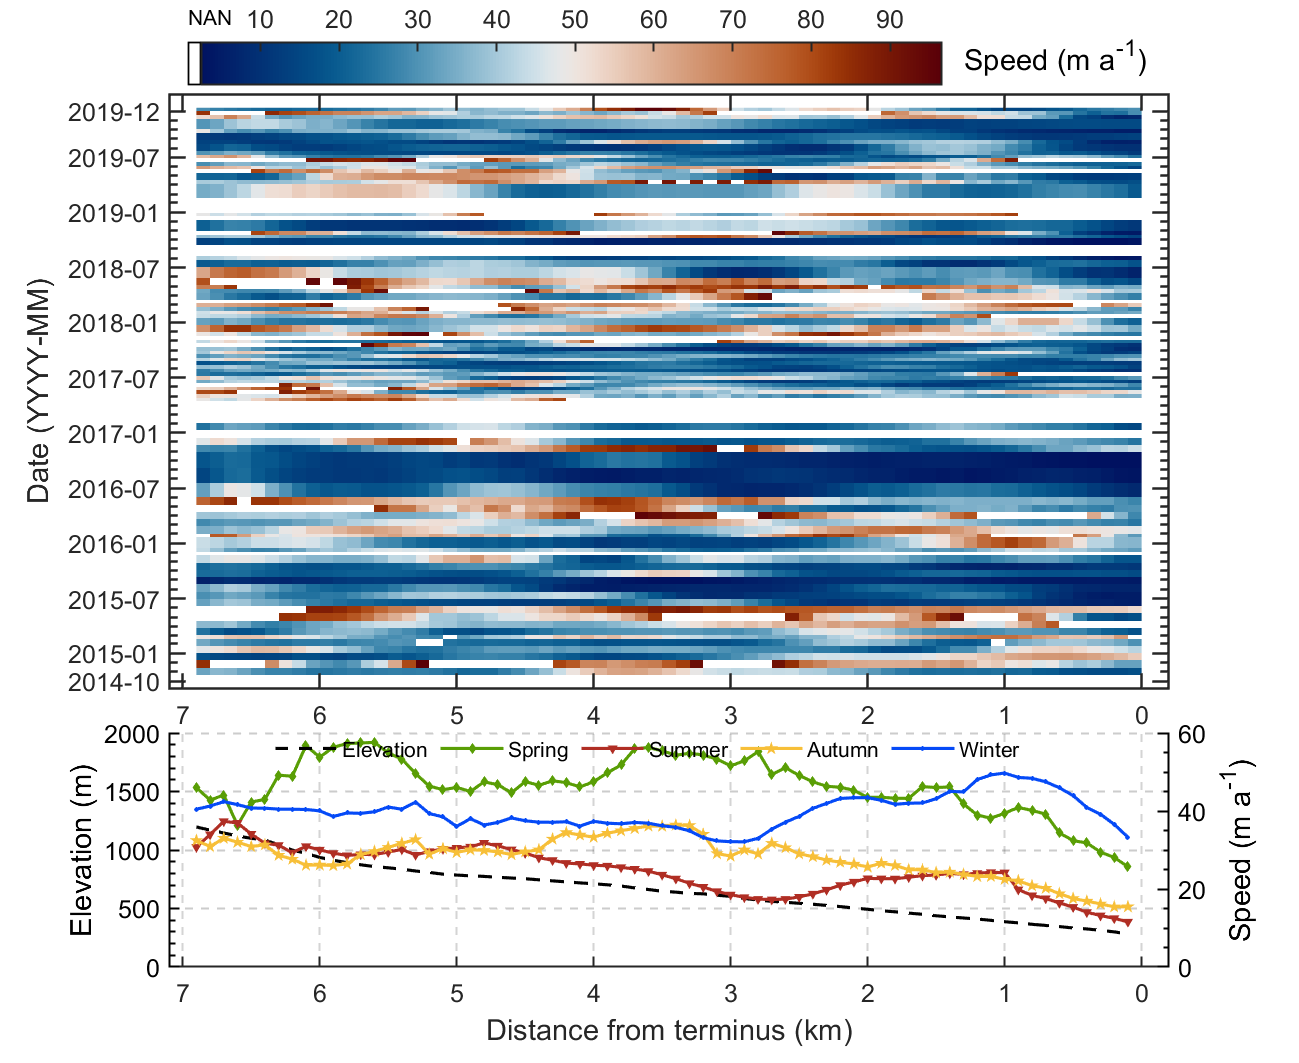 NAN 10 20 30 40 50 60 70 80 90
Speed (m a⁻¹)
Date (YYYY-MM)
2019-12
2019-07
2019-01
2018-07
2018-01
2017-07
2017-01
2016-07
2016-01
2015-07
2015-01
2014-10
7 6 5 4 3 2 1 0
Elevation Spring Summer Autumn Winter
Elevation (m)
2000
1500
1000
500
0
Speed (m a⁻¹)
60
40
20
0
7 6 5 4 3 2 1 0
Distance from terminus (km)